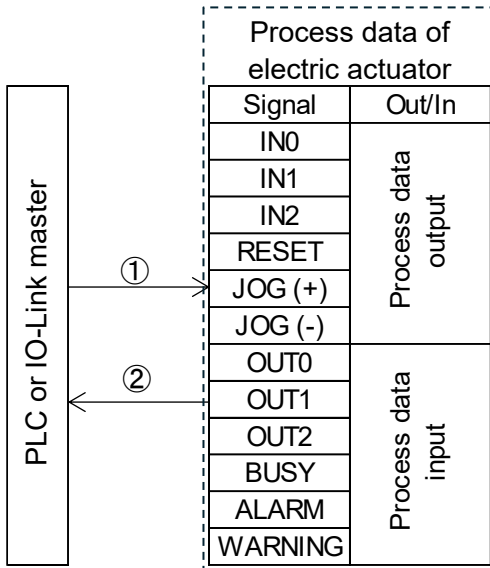 Process data of
electric actuator
Signal Out/In
IN0
IN1
IN2
RESET
JOG (+)
JOG (-)
Process data
output
OUT0
OUT1
OUT2
BUSY
ALARM
WARNING
Process data
input
PLC or IO-Link master
①
②